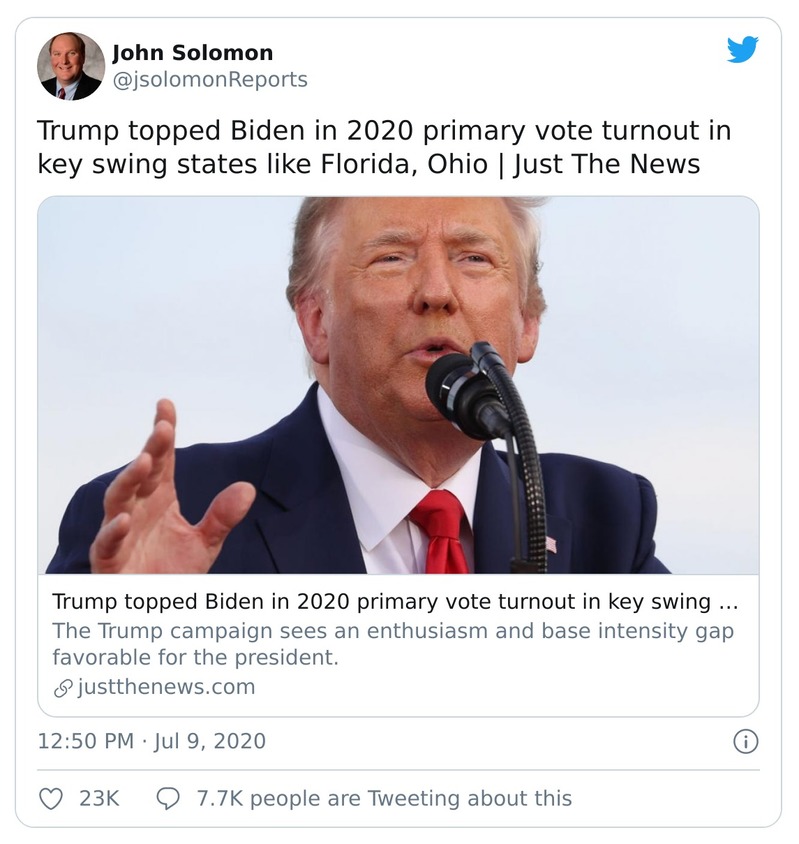 John Solomon
@jsolomonReports
Trump topped Biden in 2020 primary vote turnout in
key swing states like Florida, Ohio | Just The News
Trump topped Biden in 2020 primary vote turnout in key swing ...
The Trump campaign sees an enthusiasm and base intensity gap
favorable for the president.
justthenews.com
12:50 PM · Jul 9, 2020
23K 7.7K people are Tweeting about this